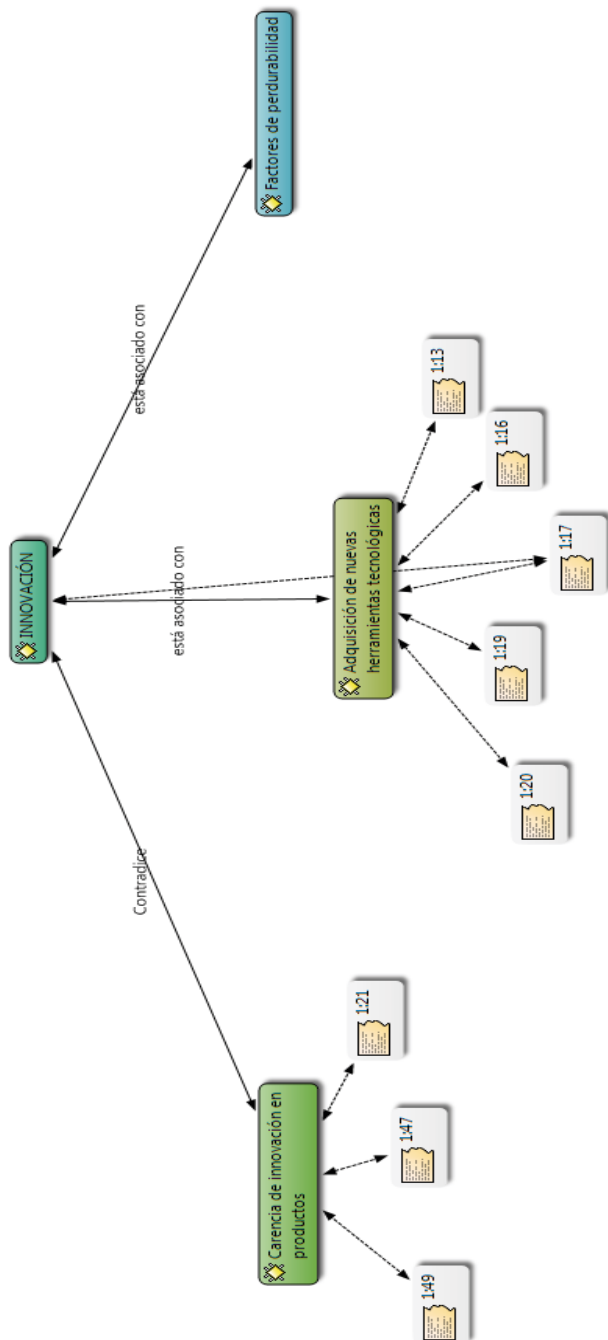 INNOVACIÓN
Contradice
está asociado con
está asociado con
Carencia de innovación en
productos
Adquisición de nuevas
herramientas tecnológicas
Factores de perdurabilidad
1:49
1:47
1:21
1:20
1:19
1:17
1:16
1:13